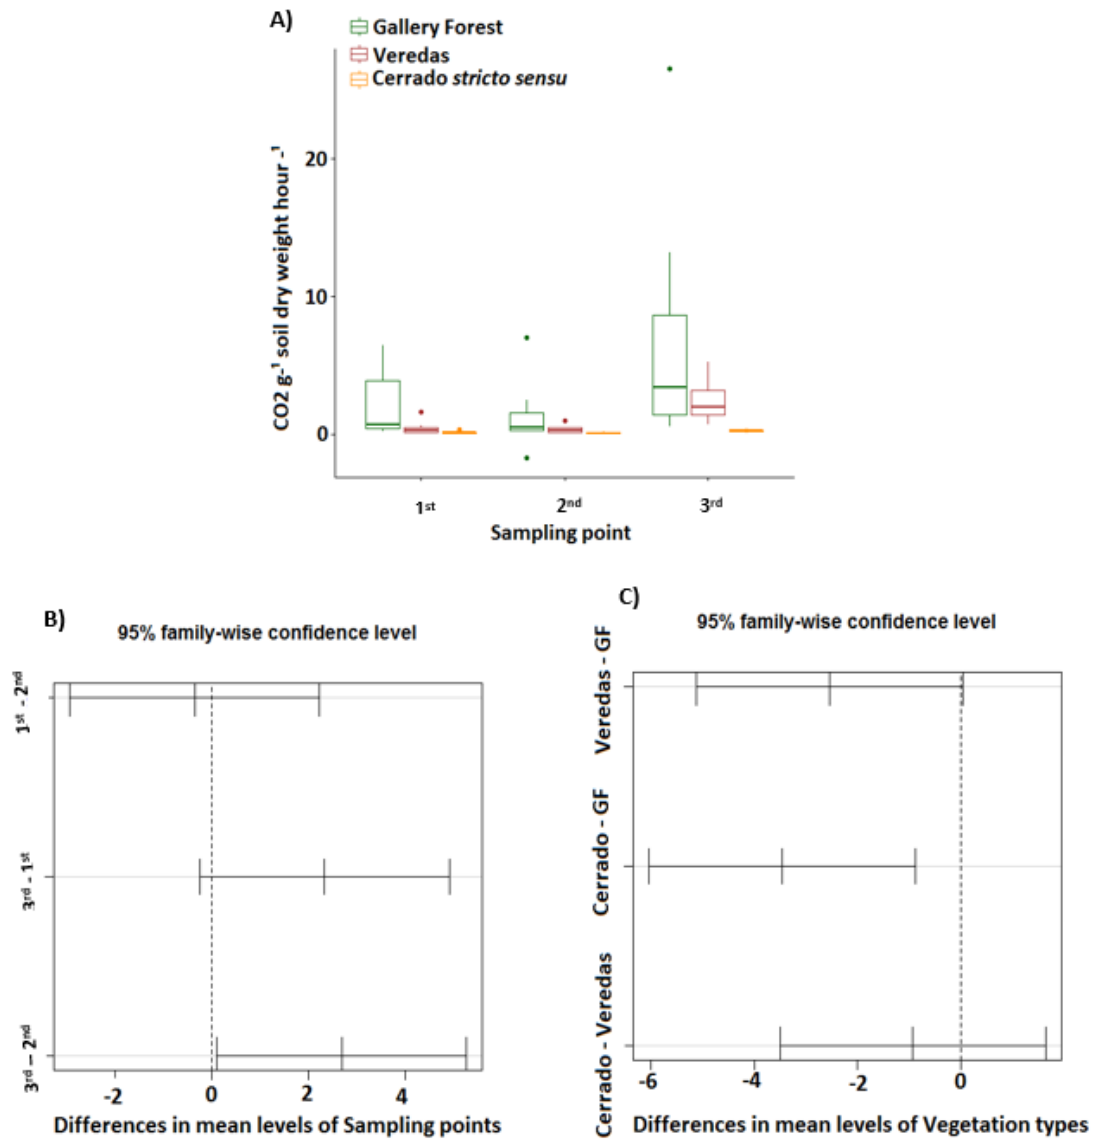 A)
Gallery Forest
Veredas
Cerrado stricto sensu
CO2 g-¹ soil dry weight hour -¹
20
10
0
1st
2nd
3rd
Sampling point
B)
95% family-wise confidence level
1st - 2nd
3rd - 1st
3rd – 2nd
-2
0
2
4
Differences in mean levels of Sampling points
C)
95% family-wise confidence level
Veredas - GF
Cerrado - GF
Cerrado - Veredas
-6
-4
-2
0
Differences in mean levels of Vegetation types